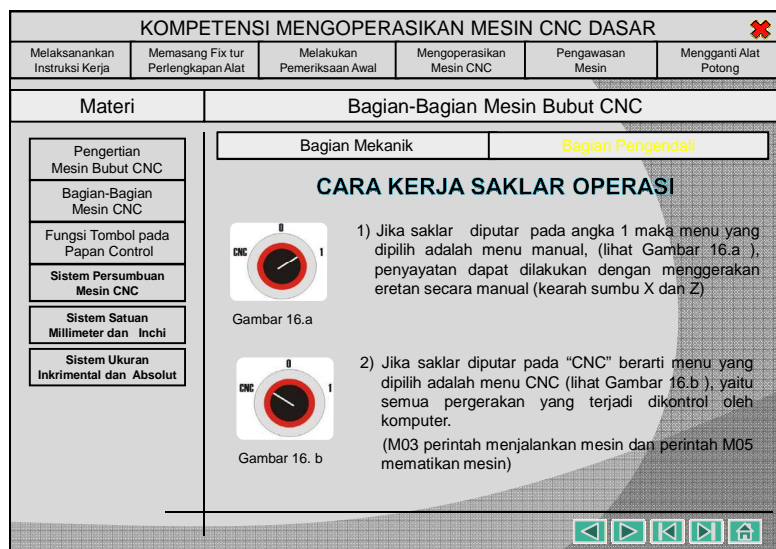 KOMPETENSI MENGOPERASIKAN MESIN CNC DASAR
Melaksanankan
Instruksi Kerja
Memasang Fix tur
Perlengkapan Alat
Melakukan
Pemeriksaan Awal
Mengoperasikan
Mesin CNC
Pengawasan
Mesin
Mengganti Alat
Potong
Materi
Bagian-Bagian Mesin Bubut CNC
Pengertian
Mesin Bubut CNC
Bagian-Bagian
Mesin CNC
Fungsi Tombol pada
Papan Control
Sistem Persumbuan
Mesin CNC
Sistem Satuan
Millimeter dan Inchi
Sistem Ukuran
Inkrimental dan Absolut
Bagian Mekanik
Bagian Pengendali
CARA KERJA SAKLAR OPERASI
0
CNC
1
Gambar 16.a
1) Jika saklar diputar pada angka 1 maka menu yang
dipilih adalah menu manual, (lihat Gambar 16.a ),
penyayatan dapat dilakukan dengan menggerakan
eretan secara manual (kearah sumbu X dan Z)
0
CNC
1
Gambar 16. b
2) Jika saklar diputar pada “CNC” berarti menu yang
dipilih adalah menu CNC (lihat Gambar 16.b ), yaitu
semua pergerakan yang terjadi dikontrol oleh
komputer.
(M03 perintah menjalankan mesin dan perintah M05
mematikan mesin)